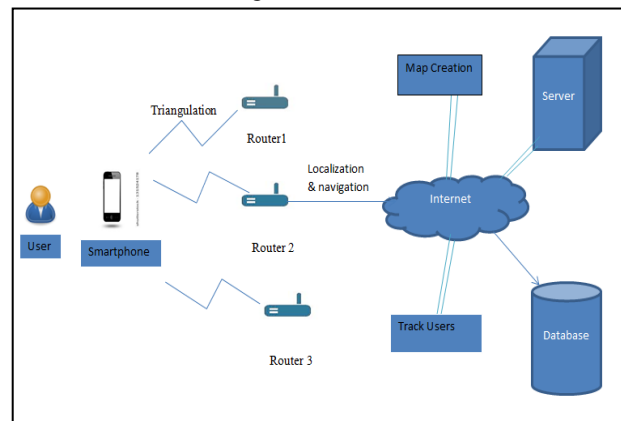 Map Creation
Server
Triangulation
Router1
Localization
& navigation
Internet
User
Smartphone
Router 2
Track Users
Database
Router 3